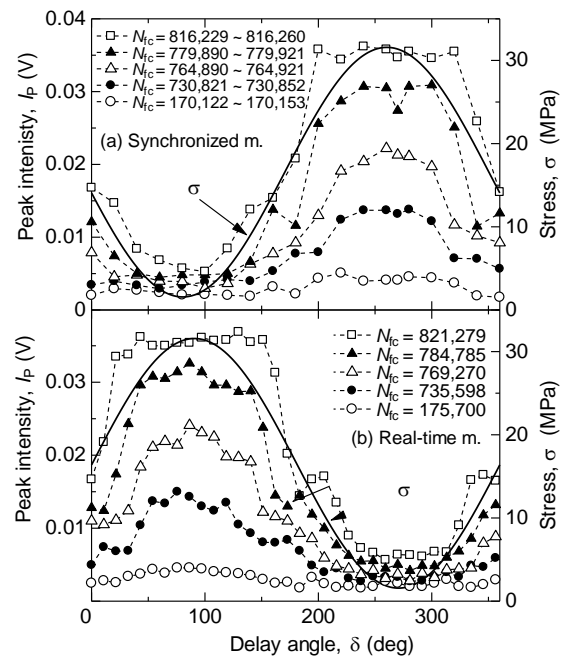 0.04
0.03
0.02
0.01
0
Peak intenisty, IP (V)
Nfc = 816,229 ~ 816,260
Nfc = 779,890 ~ 779,921
Nfc = 764,890 ~ 764,921
Nfc = 730,821 ~ 730,852
Nfc = 170,122 ~ 170,153
(a) Synchronized m.
σ
30
20
10
0
Stress, σ (MPa)
0.03
0.02
0.01
Peak intensity, IP (V)
Nfc = 821,279
Nfc = 784,785
Nfc = 769,270
Nfc = 735,598
Nfc = 175,700
(b) Real-time m.
σ
30
20
10
0
Stress, σ (MPa)
0 100 200 300
Delay angle, δ (deg)